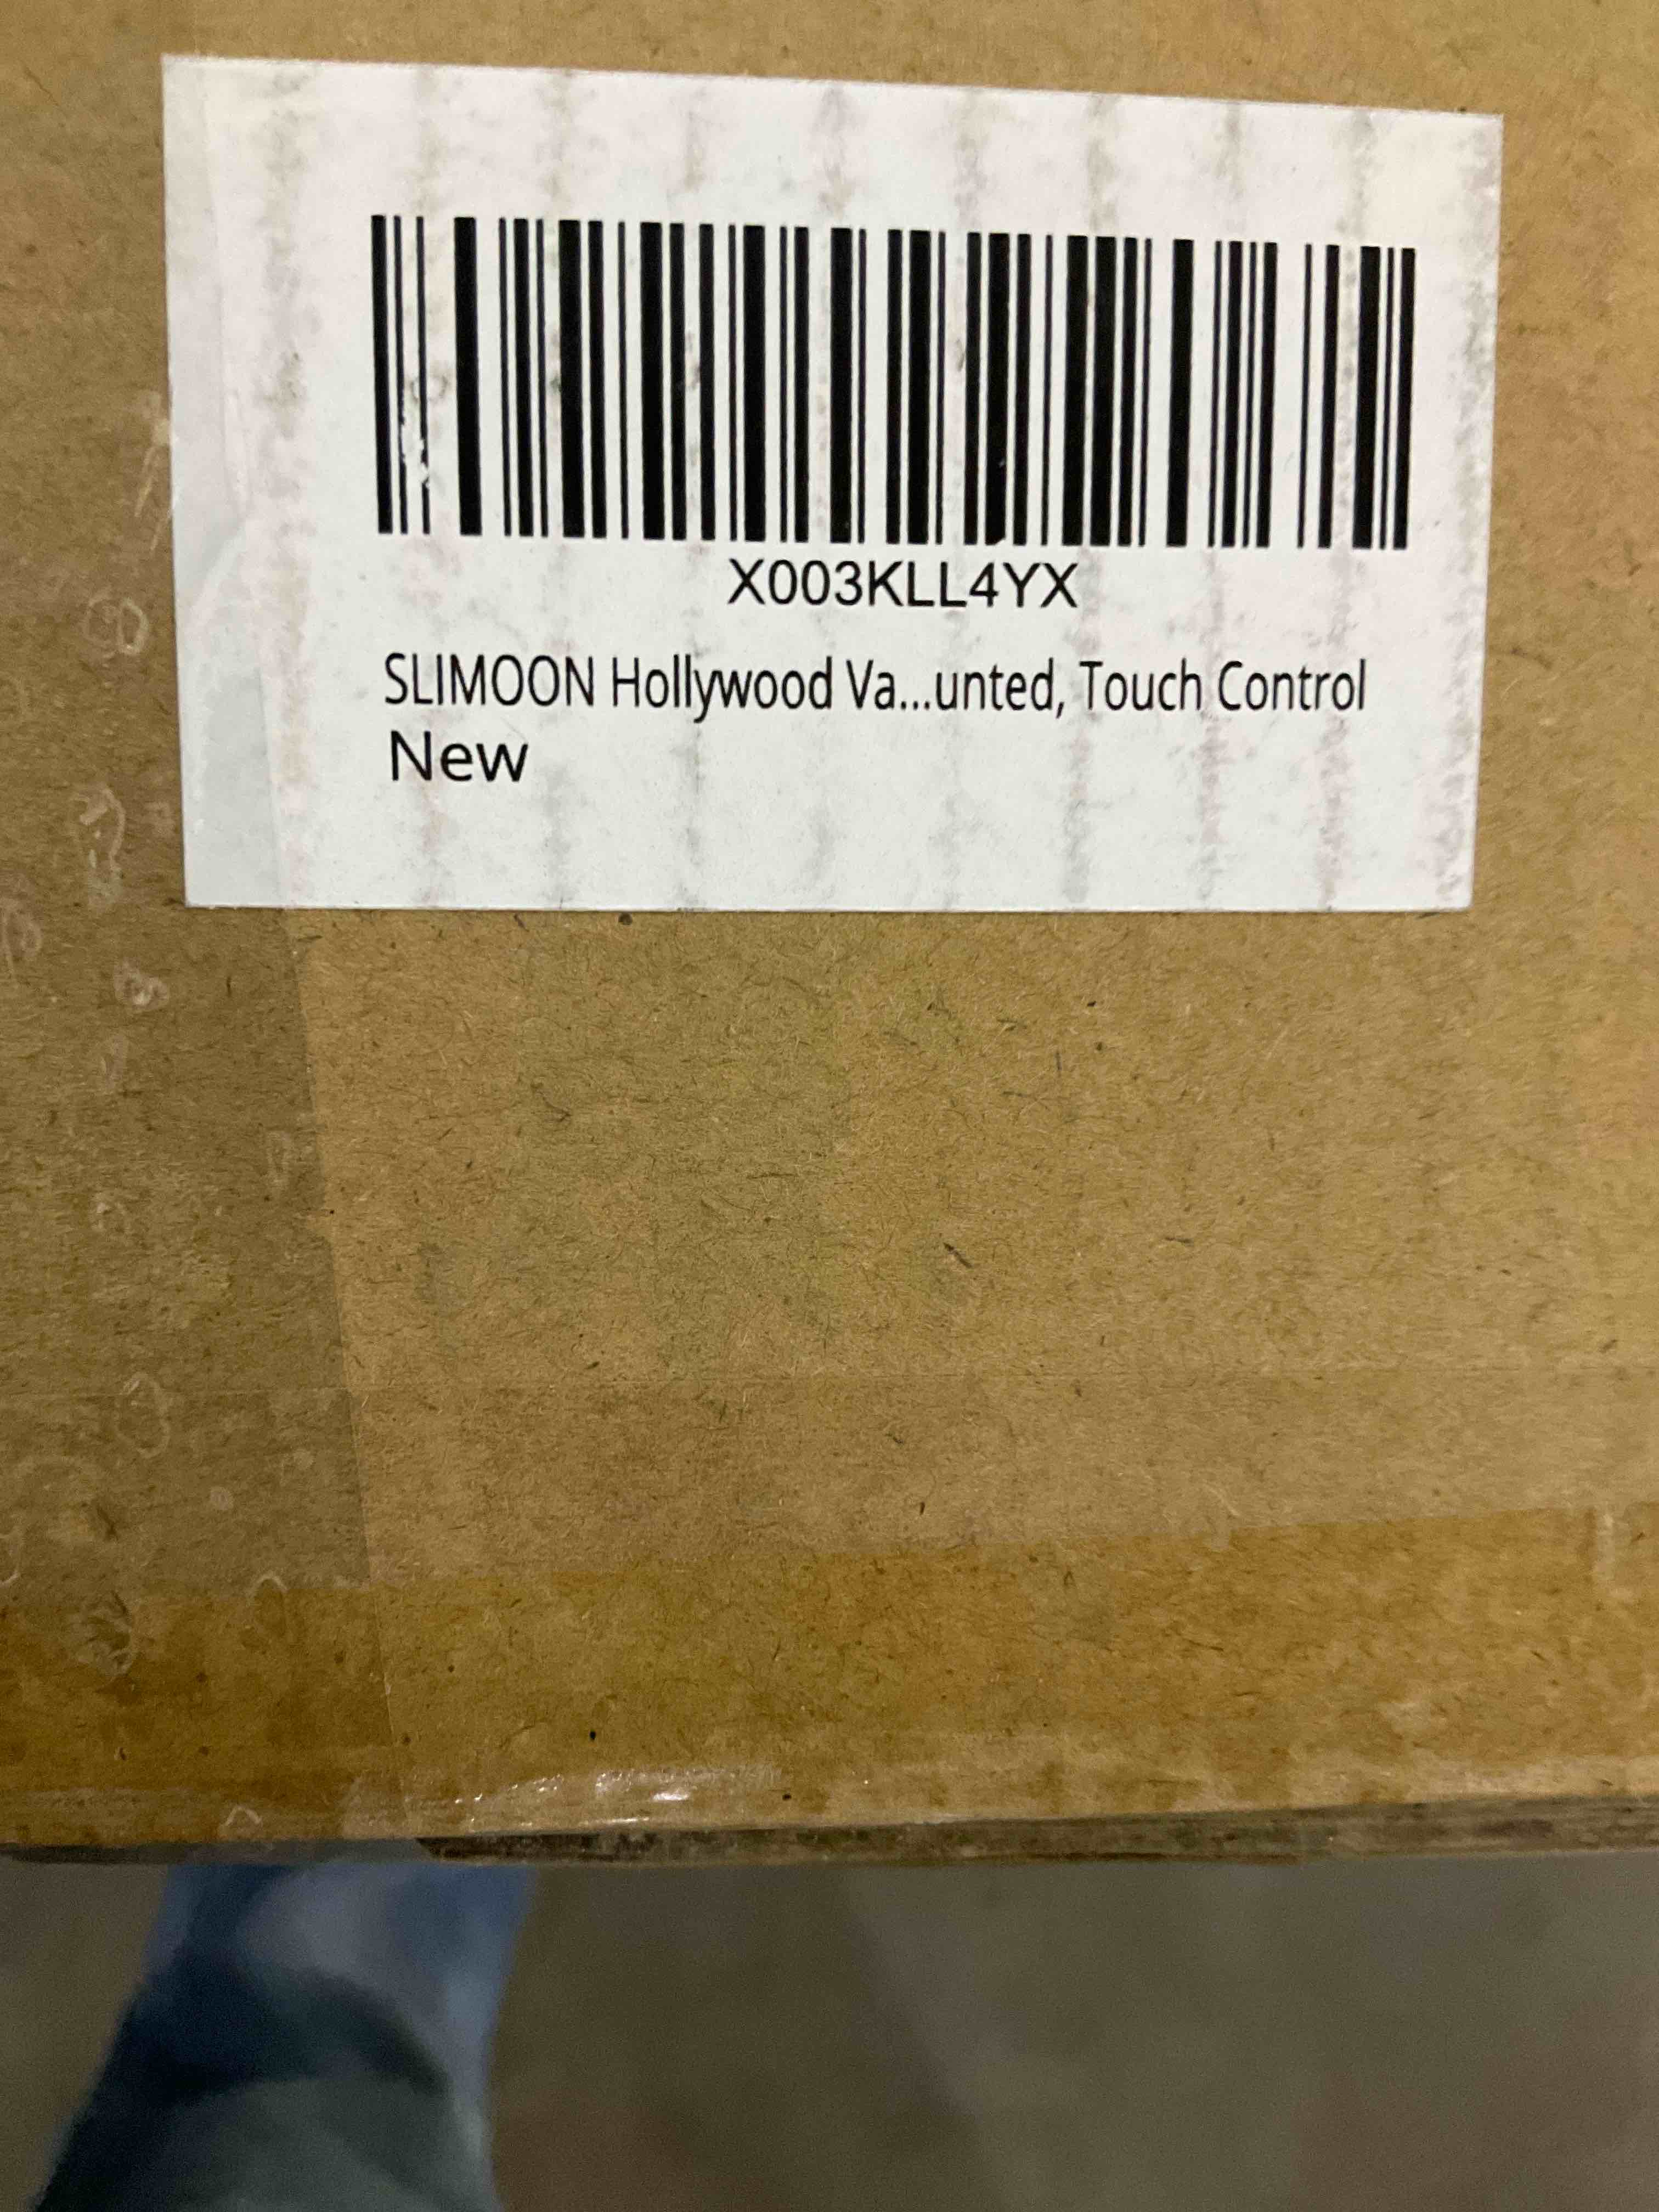 X003KLL4YX
SLIMOON Hollywood Va...unted, Touch Control
New